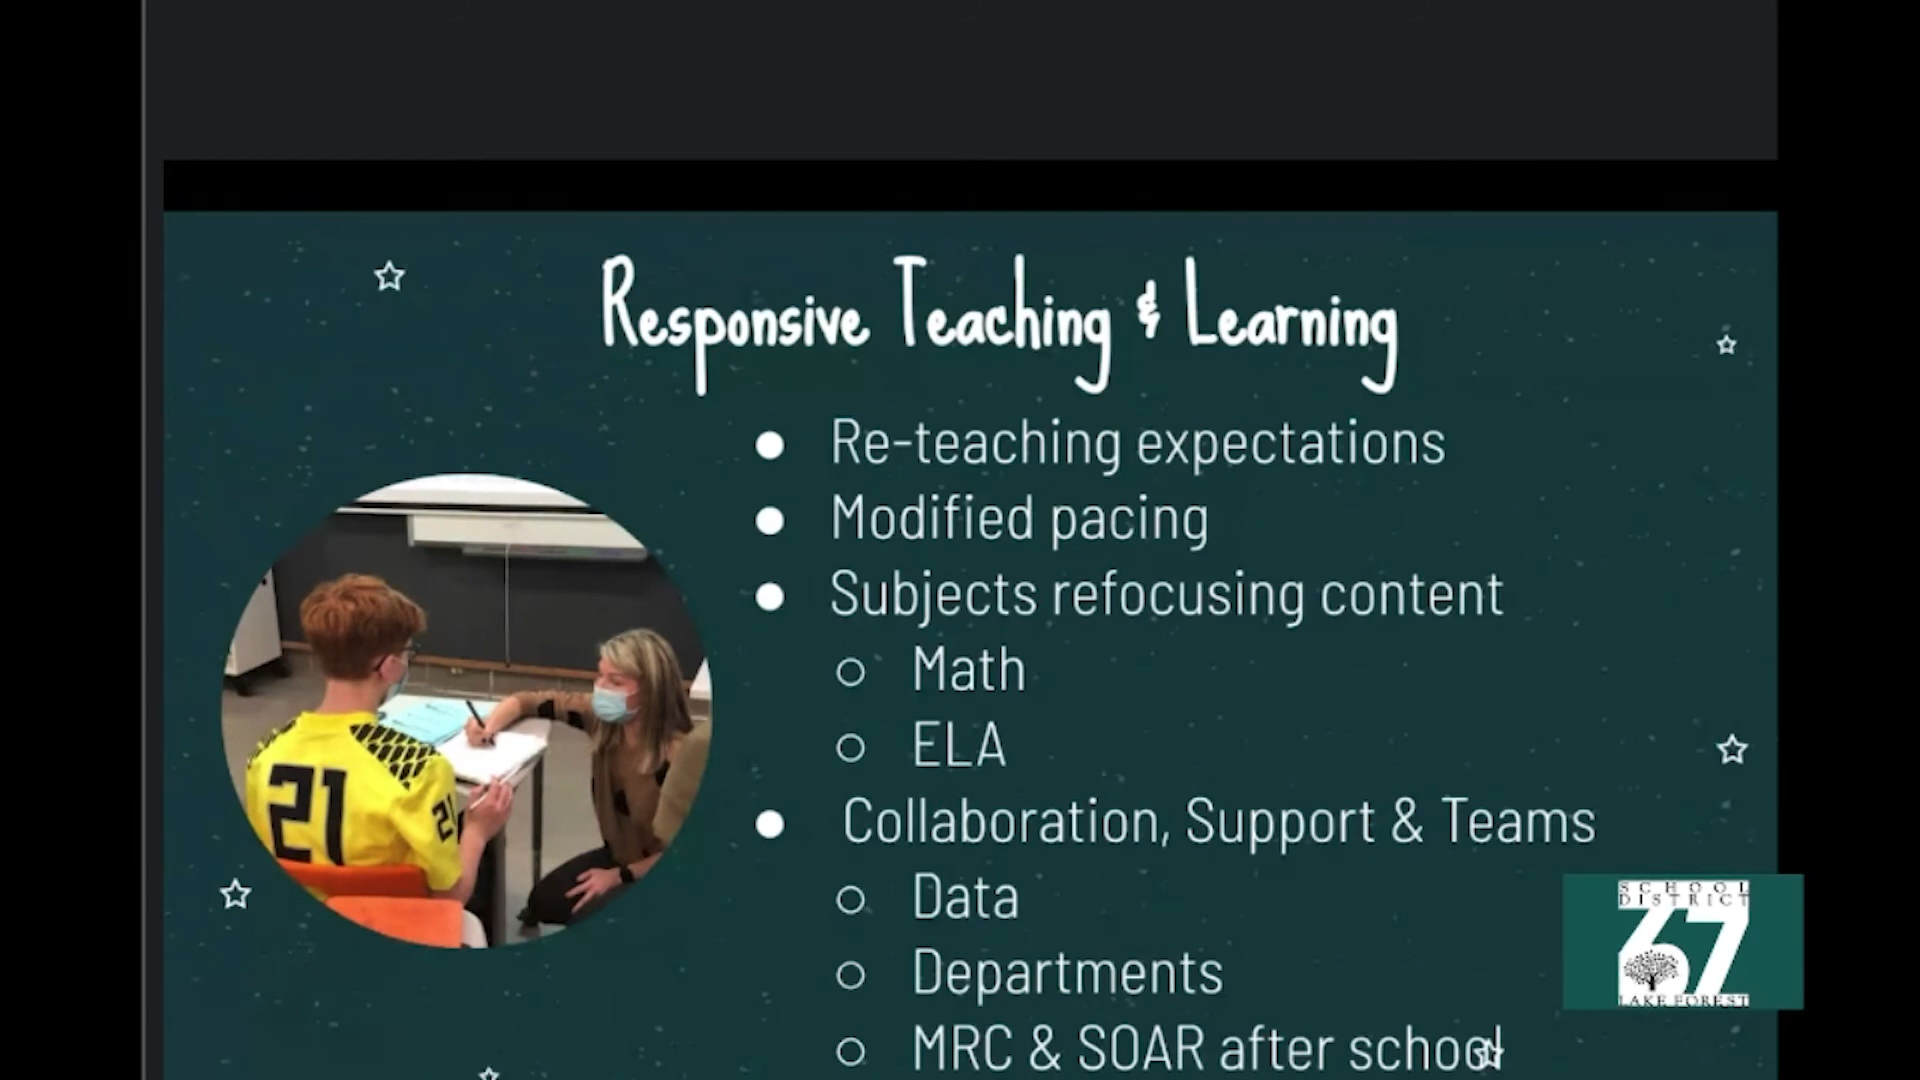 Responsive Teaching & Learning
Re-teaching expectations
Modified pacing
Subjects refocusing content
Math
ELA
Collaboration, Support & Teams
Data
Departments
MRC & SOAR after school
21
21
SCHOOL
DISTRICT
67
LAKE FOREST